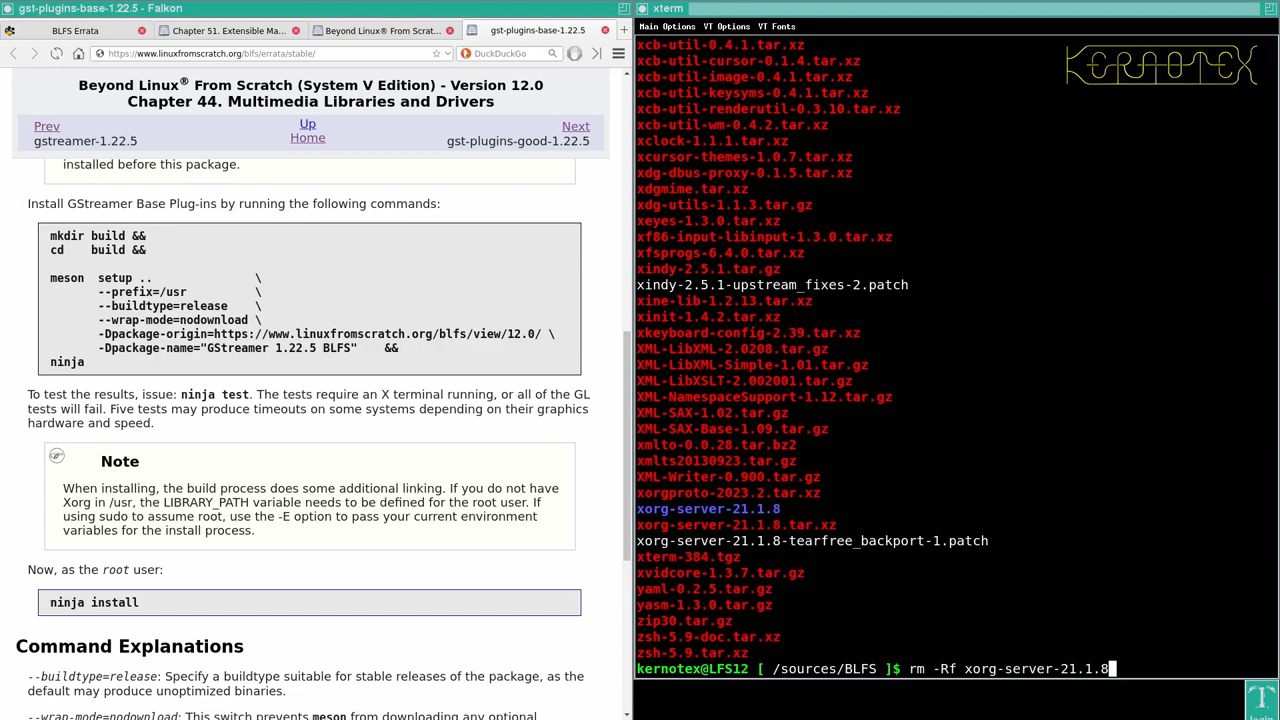 gst-plugins-base-1.22.5 - Falkon
BLFS Errata
Chapter 51. Extensible Ma...
Beyond Linux® From Scrat...
gst-plugins-base-1.22.5
https://www.linuxfromscratch.org/blfs/errata/stable/
DuckDuckGo
Beyond Linux® From Scratch (System V Edition) - Version 12.0
Chapter 44. Multimedia Libraries and Drivers
Prev
Up
Next
gstreamer-1.22.5
Home
gst-plugins-good-1.22.5
installed before this package.
Install GStreamer Base Plug-ins by running the following commands:
mkdir build &&
cd    build &&
meson  setup ..            \
       --prefix=/usr       \
       --buildtype=release    \
       --wrap-mode=nodownload \
       -Dpackage-origin=https://www.linuxfromscratch.org/blfs/view/12.0/ \
       -Dpackage-name="GStreamer 1.22.5 BLFS"    &&
ninja
To test the results, issue: ninja test. The tests require an X terminal running, or all of the GL
tests will fail. Five tests may produce timeouts on some systems depending on their graphics
hardware and speed.
Note
When installing, the build process does some additional linking. If you do not have
Xorg in/usr, the LIBRARY_PATH variable needs to be defined for the root user. If
using sudo to assume root, use the -E option to pass your current environment
variables for the install process.
Now, as the root user:
ninja install
Command Explanations
--buildtype=release: Specify a buildtype suitable for stable releases of the package, as the
default may produce unoptimized binaries.
--wrap-mode=nodownload: This switch prevents meson from downloading any optional
xterm
Main Options  VT Options  VT Fonts
KERNOTEX
xcb-util-0.4.1.tar.xz
xcb-util-cursor-0.1.4.tar.xz
xcb-util-image-0.4.1.tar.xz
xcb-util-keysyms-0.4.1.tar.xz
xcb-util-renderutil-0.3.10.tar.xz
xcb-util-wm-0.4.2.tar.xz
xclock-1.1.1.tar.xz
xcursor-themes-1.0.7.tar.xz
xdg-dbus-proxy-0.1.5.tar.xz
xdgmime.tar.xz
xdg-utils-1.1.3.tar.gz
xeyes-1.3.0.tar.xz
xf86-input-libinput-1.3.0.tar.xz
xfsprogs-6.4.0.tar.xz
xindy-2.5.1.tar.gz
xindy-2.5.1-upstream_fixes-2.patch
xine-lib-1.2.13.tar.xz
xinit-1.4.2.tar.xz
xkeyboard-config-2.39.tar.xz
XML-LibXML-2.0208.tar.gz
XML-LibXML-Simple-1.01.tar.gz
XML-LibXSLT-2.002001.tar.gz
XML-NamespaceSupport-1.12.tar.gz
XML-SAX-1.02.tar.gz
XML-SAX-Base-1.09.tar.gz
xmlto-0.0.28.tar.bz2
xmlts20130923.tar.gz
XML-Writer-0.900.tar.gz
xorgproto-2023.2.tar.xz
xorg-server-21.1.8
xorg-server-21.1.8.tar.xz
xorg-server-21.1.8-tearfree_backport-1.patch
xterm-384.tgz
xvidcore-1.3.7.tar.gz
yaml-0.2.5.tar.gz
yasm-1.3.0.tar.gz
zip30.tar.gz
zsh-5.9-doc.tar.xz
zsh-5.9.tar.xz
kernotex@LFS12 [ /sources/BLFS ]$ rm -Rf xorg-server-21.1.8
login